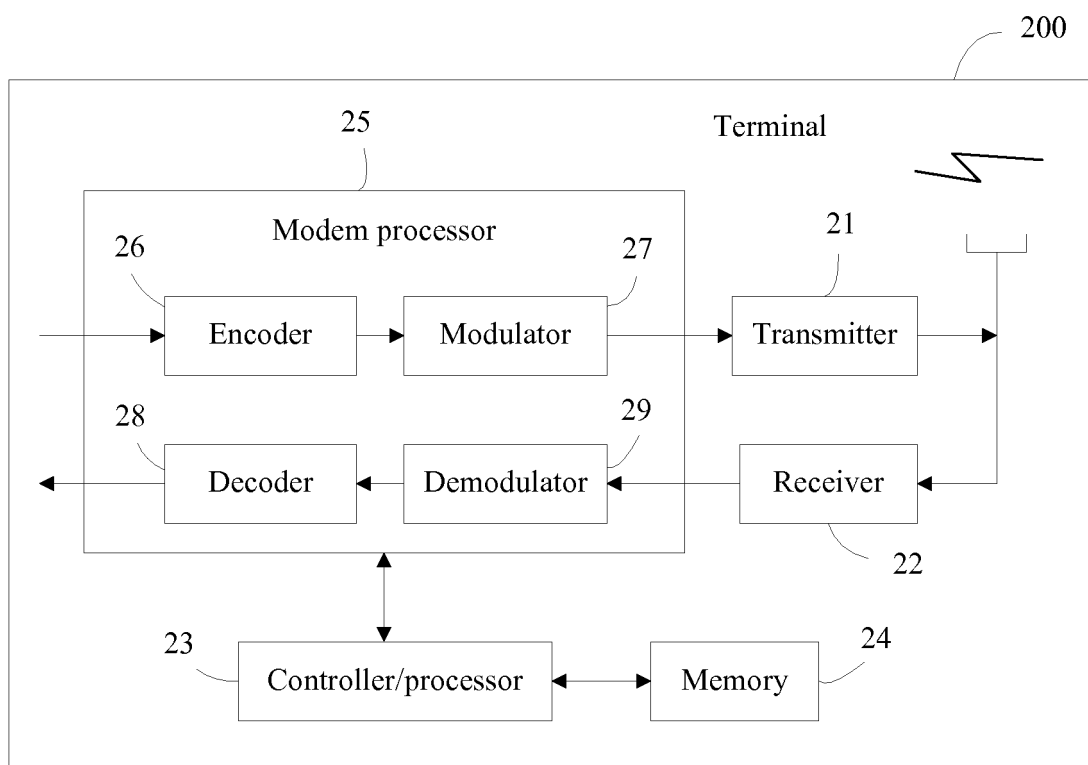 200
Terminal
25
Modem processor
26
27
21
Encoder
Modulator
Transmitter
28
29
Decoder
Demodulator
Receiver
22
23
24
Controller/processor
Memory